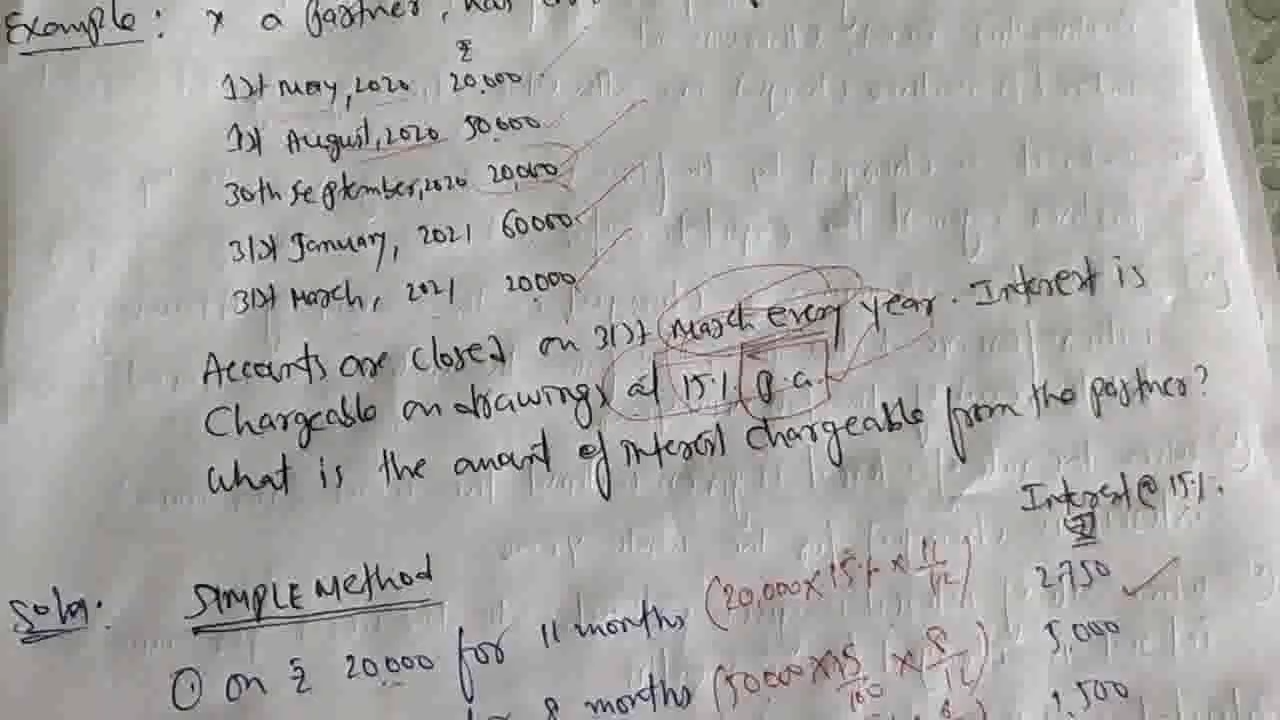 Example: x a partner, has
₹
1st May, 2020 20,000
1st August, 2020 50,000
30th September, 2020 20,000
31st January, 2021 60000
31st March, 2021 20,000
Accounts are closed on 31st March every year. Interest is
Chargeable on drawings at 15% p.a.
What is the amount of interest chargeable from the partner?
Interest @ 15%.
₹
Soln: SIMPLE Method
① on ₹ 20,000 for 11 months (20,000 x 15% x 11/12) 2750
8 months (50,000 x 15/100 x 8/12) 5,000
1,500